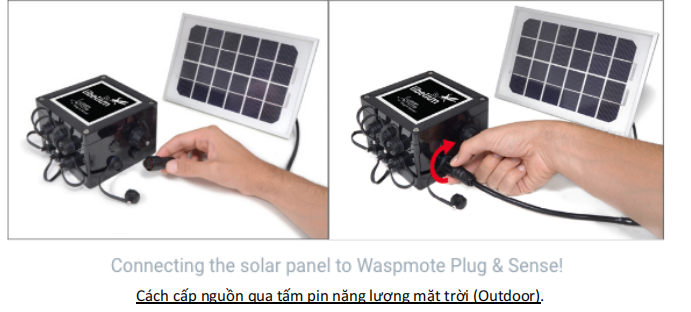 libelium
libelium
Connecting the solar panel to Waspmote Plug & Sense!
Cách cấp nguồn qua tấm pin năng lượng mặt trời (Outdoor).